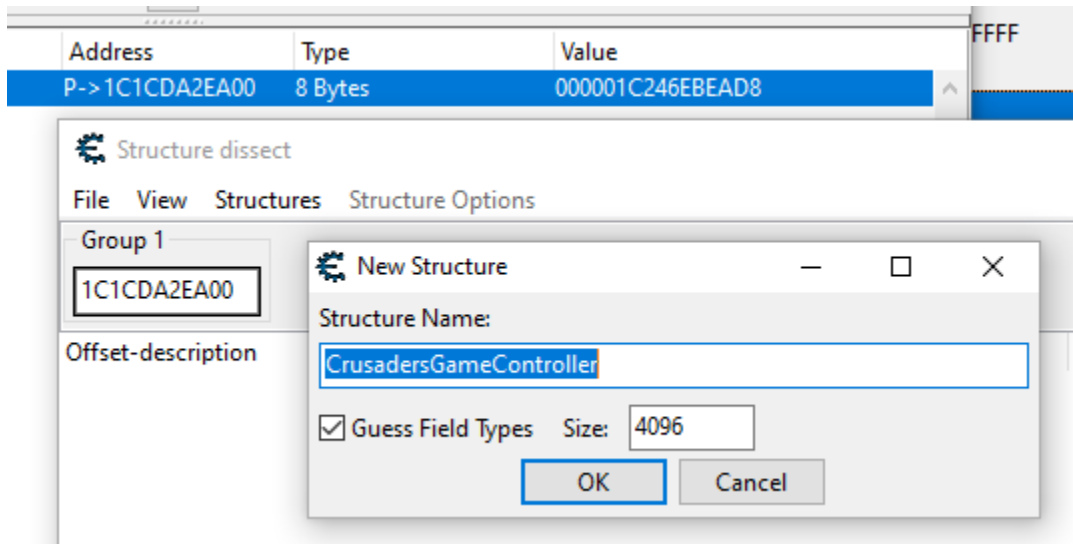 FFFF
Address Type Value
P->1C1CDA2EA00 8 Bytes 000001C246EBEAD8
Structure dissect
File View Structures Structure Options
Group 1
1C1CDA2EA00
New Structure
Structure Name:
CrusadersGameController
Offset-description
Guess Field Types Size: 4096
OK Cancel